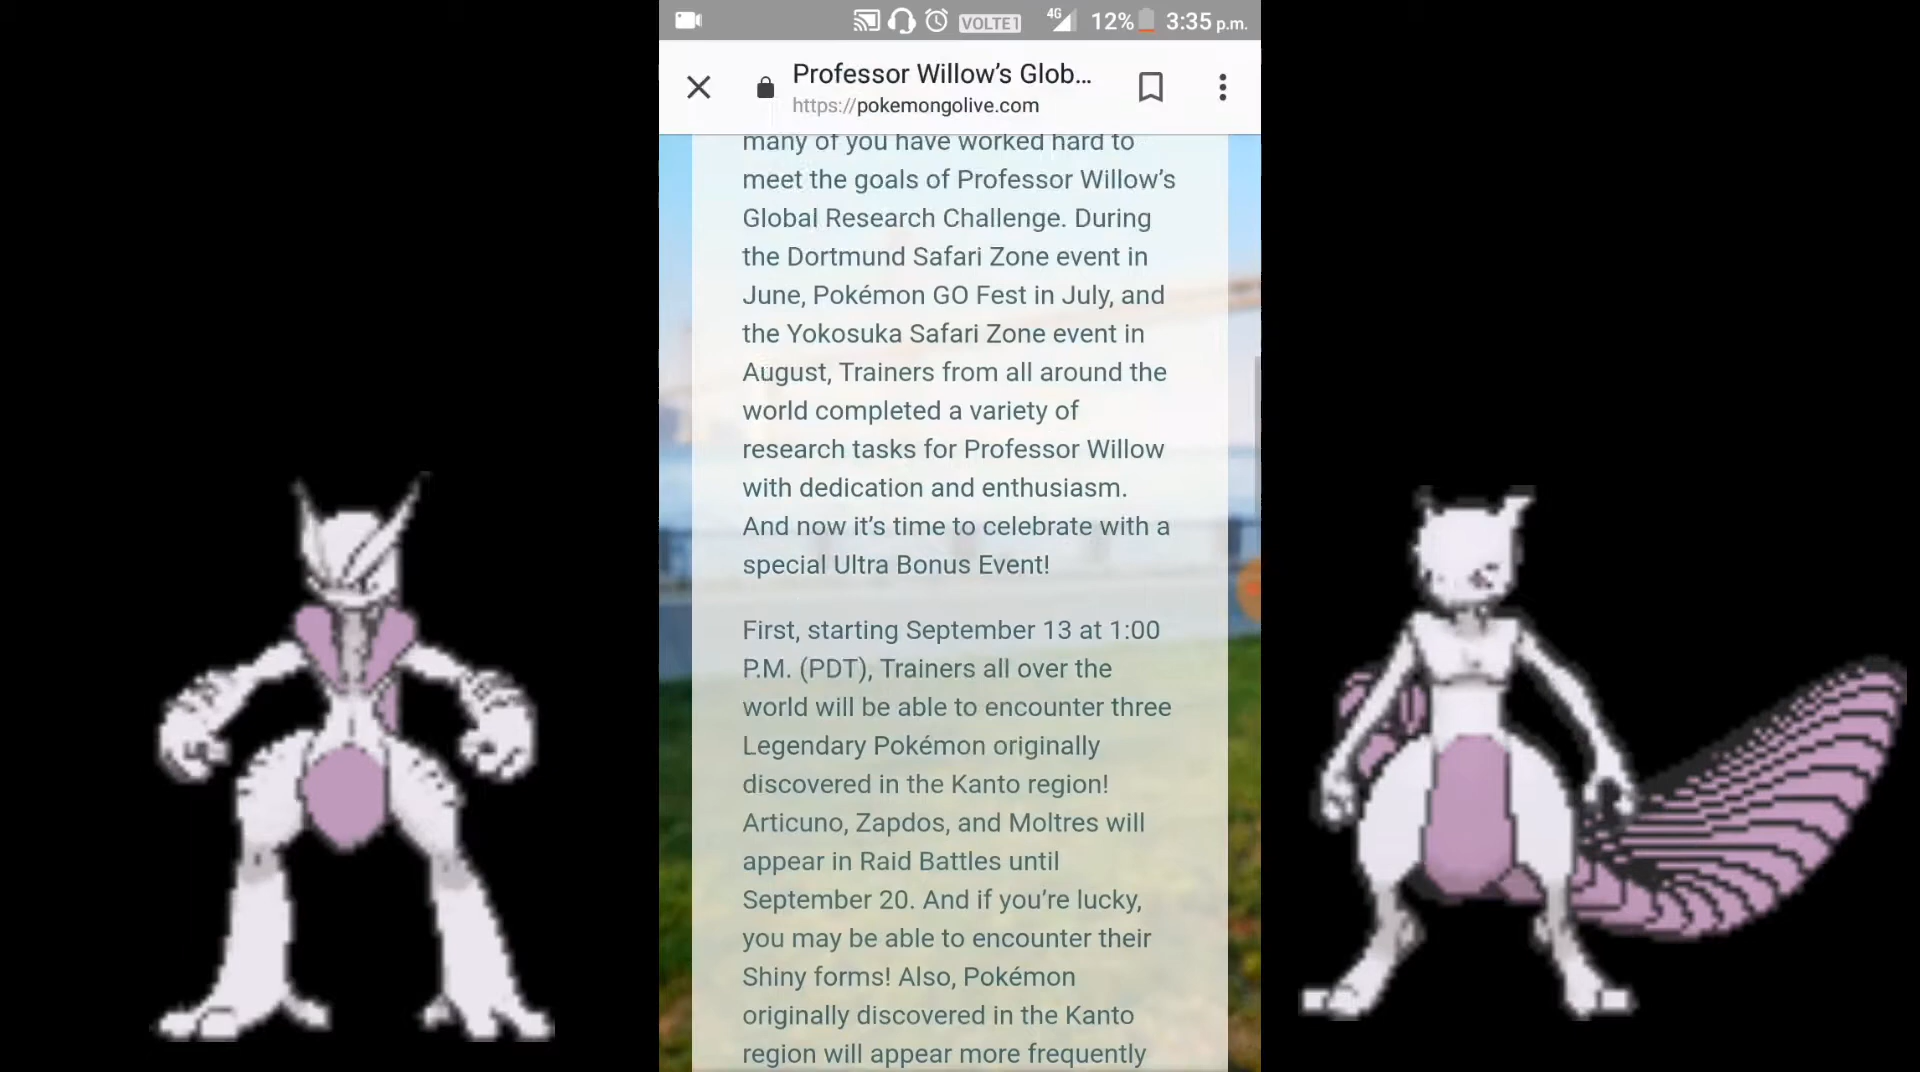 4G
VOLTE1
12%
3:35 p.m.
Professor Willow’s Glob...
https://pokemongolive.com
many of you have worked hard to
meet the goals of Professor Willow’s
Global Research Challenge. During
the Dortmund Safari Zone event in
June, Pokémon GO Fest in July, and
the Yokosuka Safari Zone event in
August, Trainers from all around the
world completed a variety of
research tasks for Professor Willow
with dedication and enthusiasm.
And now it’s time to celebrate with a
special Ultra Bonus Event!
First, starting September 13 at 1:00
P.M. (PDT), Trainers all over the
world will be able to encounter three
Legendary Pokémon originally
discovered in the Kanto region!
Articuno, Zapdos, and Moltres will
appear in Raid Battles until
September 20. And if you’re lucky,
you may be able to encounter their
Shiny forms! Also, Pokémon
originally discovered in the Kanto
region will appear more frequently